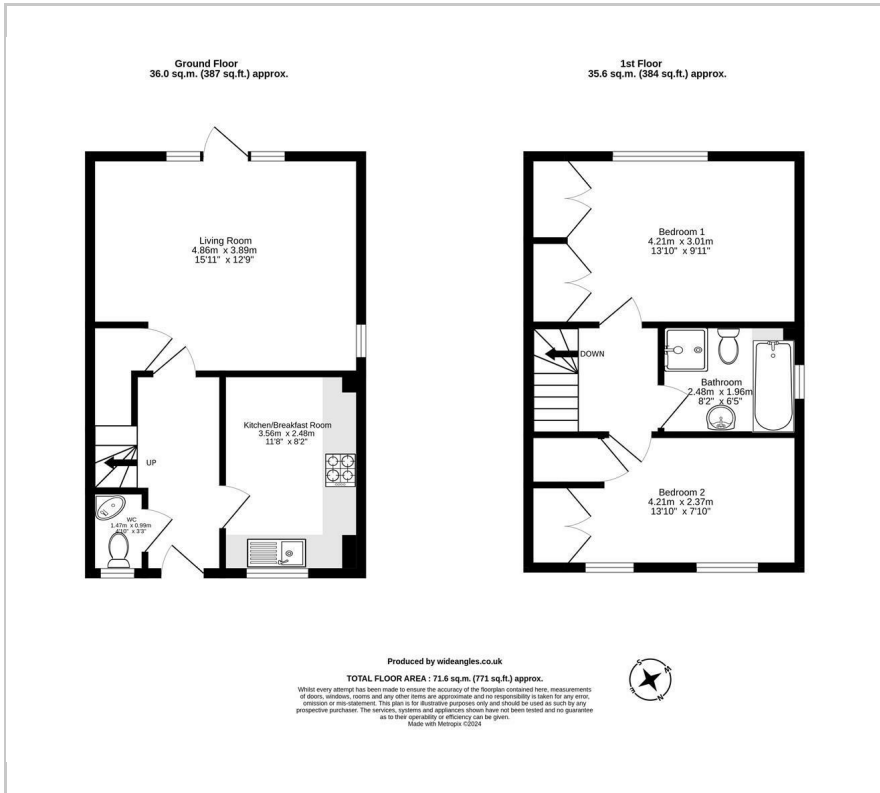 Ground Floor
36.0 sq.m. (387 sq.ft.) approx.
1st Floor
35.6 sq.m. (384 sq.ft.) approx.
Living Room
4.86m x 3.89m
15'11" x 12'9"
Bedroom 1
4.21m x 3.01m
13'10" x 9'11"
DOWN
Bathroom
2.48m x 1.96m
8'2" x 6'5"
Kitchen/Breakfast Room
3.56m x 2.48m
11'8" x 8'2"
UP
WC
1.47m x 0.99m
4'10" x 3'3"
Bedroom 2
4.21m x 2.37m
13'10" x 7'10"
Produced by wideangles.co.uk
TOTAL FLOOR AREA : 71.6 sq.m. (771 sq.ft.) approx.
Whilst every attempt has been made to ensure the accuracy of the floorplan contained here, measurements
of doors, windows, rooms and any other items are approximate and no responsibility is taken for any error,
omission or mis-statement. This plan is for illustrative purposes only and should be used as such by any
prospective purchaser. The services, systems and appliances shown have not been tested and no guarantee
as to their operability or efficiency can be given.
Made with Metropix ©2024
S
W
E
N